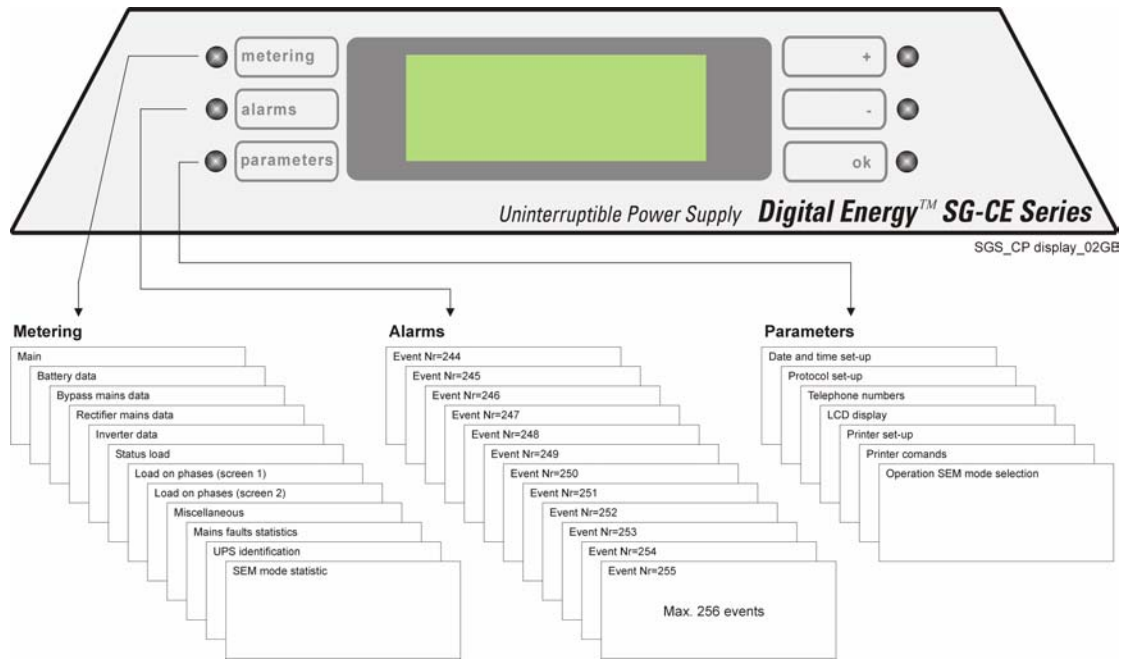 metering
+
alarms
-
parameters
ok
Uninterruptible Power Supply Digital Energy™ SG-CE Series
SGS_CP display_02GB
Metering
Main
Battery data
Bypass mains data
Rectifier mains data
Inverter data
Status load
Load on phases (screen 1)
Load on phases (screen 2)
Miscellaneous
Mains faults statistics
UPS identification
SEM mode statistic
Alarms
Event Nr=244
Event Nr=245
Event Nr=246
Event Nr=247
Event Nr=248
Event Nr=249
Event Nr=250
Event Nr=251
Event Nr=252
Event Nr=253
Event Nr=254
Event Nr=255
Max. 256 events
Parameters
Date and time set-up
Protocol set-up
Telephone numbers
LCD display
Printer set-up
Printer comands
Operation SEM mode selection